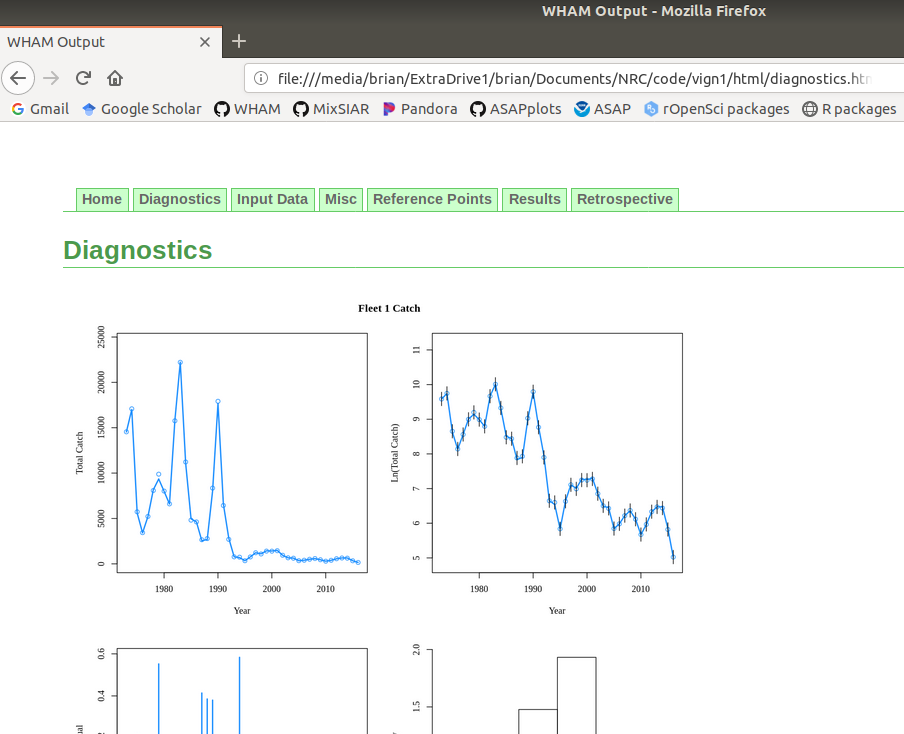 WHAM Output - Mozilla Firefox
WHAM Output
file:///media/brian/ExtraDrive1/brian/Documents/NRC/code/vign1/html/diagnostics.htm
Gmail Google Scholar WHAM MixSIAR Pandora ASAPplots ASAP rOpenSci packages R packages
Home Diagnostics Input Data Misc Reference Points Results Retrospective
Diagnostics
Fleet 1 Catch
Total Catch
25000
20000
15000
10000
5000
0
1980 1990 2000 2010
Year
Ln(Total Catch)
11
10
9
8
7
6
5
1980 1990 2000 2010
Year
0.6
0.4
2.0
1.5